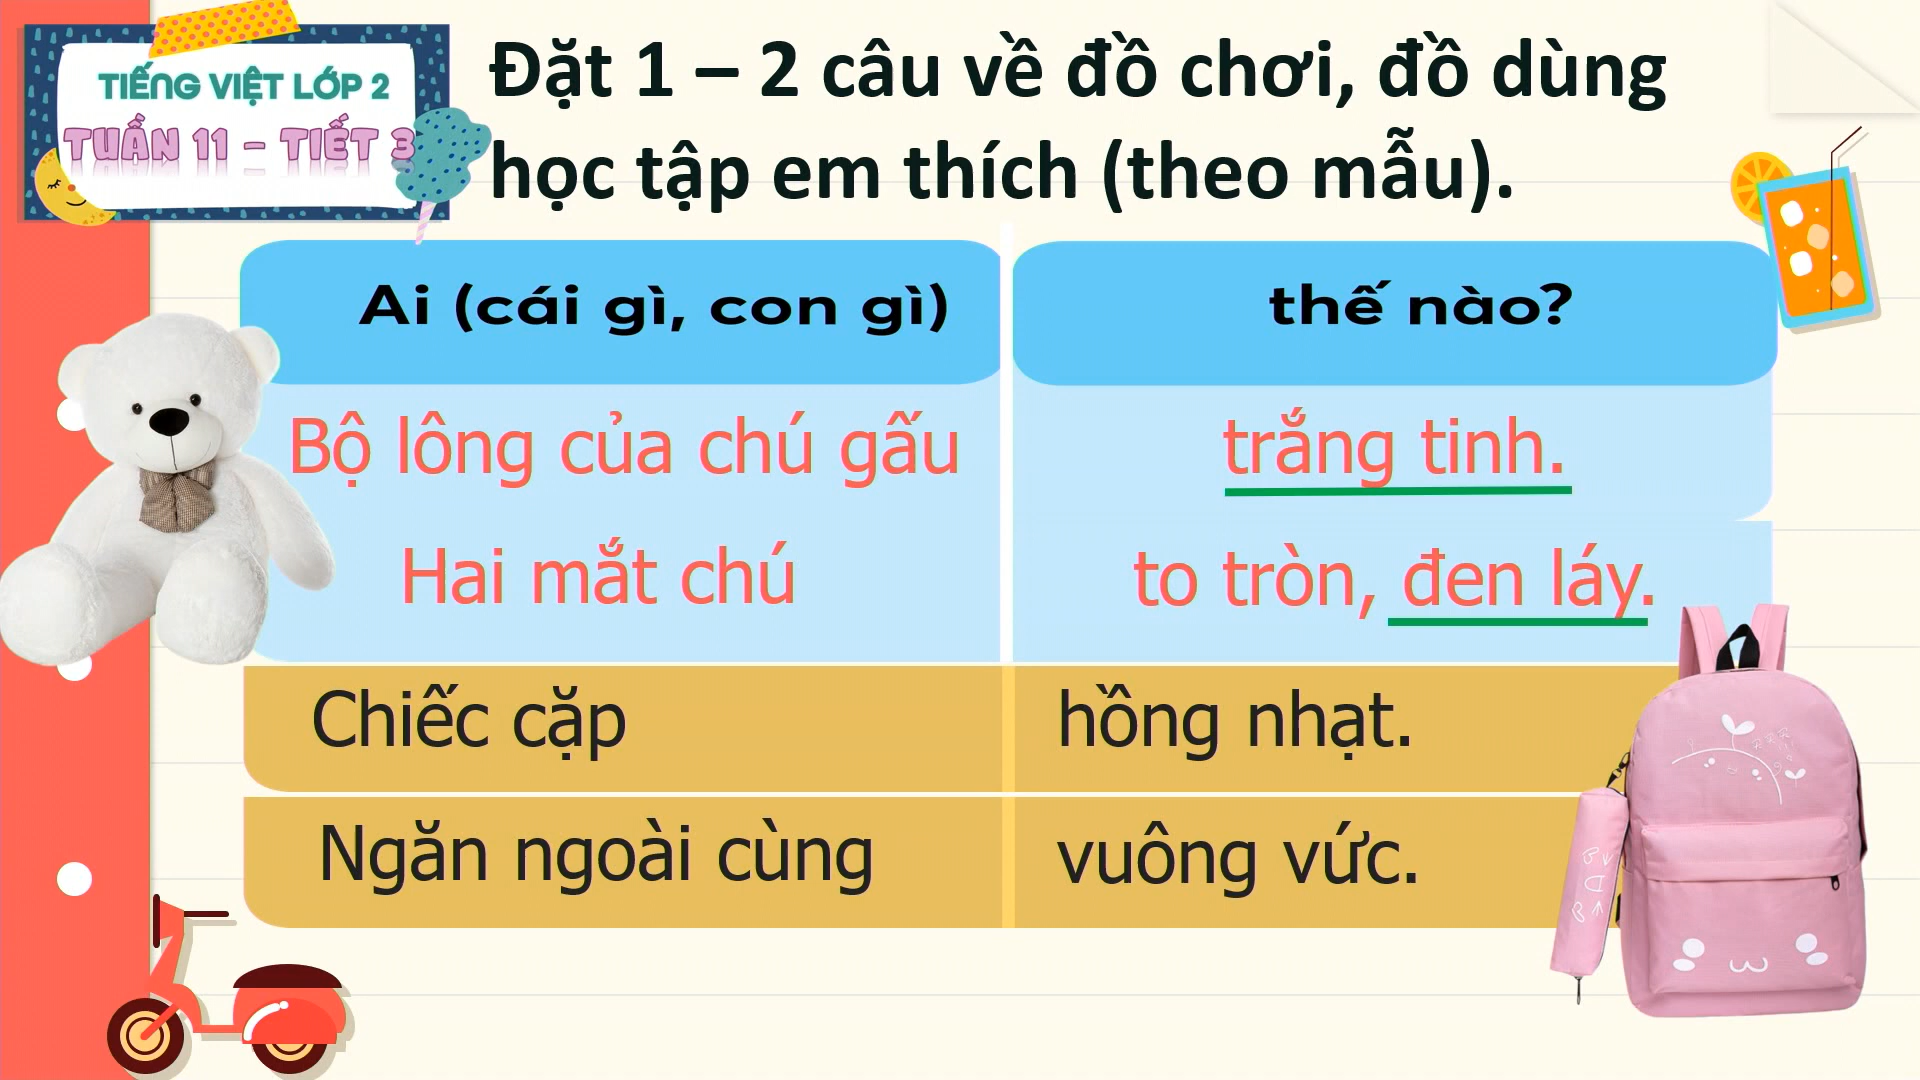 TIẾNG VIỆT LỚP 2
TUẦN 11 - TIẾT 3
Đặt 1 – 2 câu về đồ chơi, đồ dùng
học tập em thích (theo mẫu).
Ai (cái gì, con gì)
thế nào?
Bộ lông của chú gấu
trắng tinh.
Hai mắt chú
to tròn, đen láy.
Chiếc cặp
hồng nhạt.
Ngăn ngoài cùng
vuông vức.